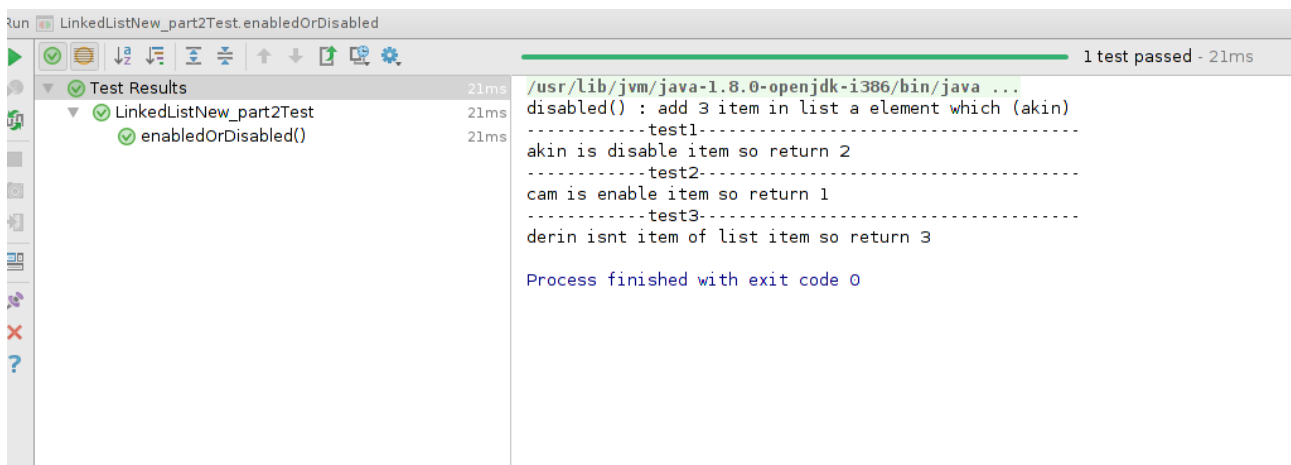 Run LinkedListNew_part2Test.enabledOrDisabled
1 test passed - 21ms
Test Results 21ms
LinkedListNew_part2Test 21ms
enabledOrDisabled() 21ms
/usr/lib/jvm/java-1.8.0-openjdk-i386/bin/java ...
disabled() : add 3 item in list a element which (akin)
------------test1--------------------------------------
akin is disable item so return 2
------------test2--------------------------------------
cam is enable item so return 1
------------test3--------------------------------------
derin isnt item of list item so return 3
Process finished with exit code 0